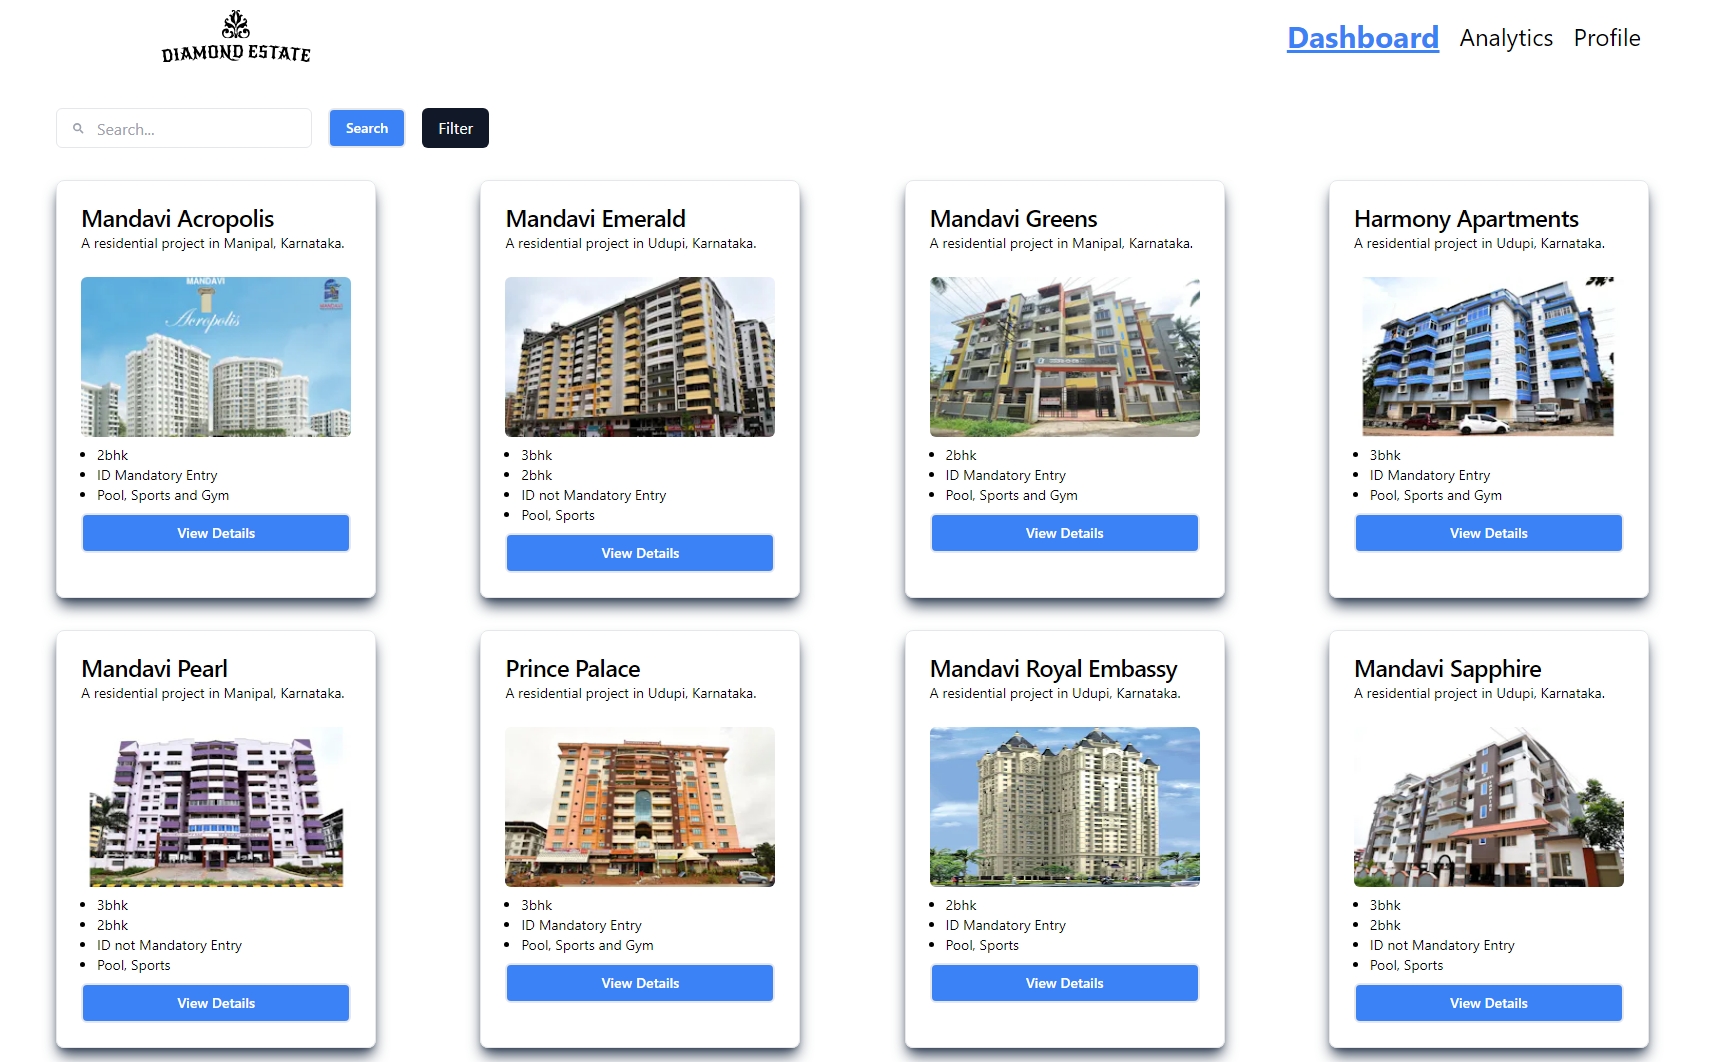 DIAMOND ESTATE
Dashboard Analytics Profile
Search...
Search
Filter
Mandavi Acropolis
A residential project in Manipal, Karnataka.
MANDAVI
Acropolis
2bhk
ID Mandatory Entry
Pool, Sports and Gym
View Details
Mandavi Emerald
A residential project in Udupi, Karnataka.
3bhk
2bhk
ID not Mandatory Entry
Pool, Sports
View Details
Mandavi Greens
A residential project in Manipal, Karnataka.
2bhk
ID Mandatory Entry
Pool, Sports and Gym
View Details
Harmony Apartments
A residential project in Udupi, Karnataka.
3bhk
ID Mandatory Entry
Pool, Sports and Gym
View Details
Mandavi Pearl
A residential project in Manipal, Karnataka.
3bhk
2bhk
ID not Mandatory Entry
Pool, Sports
View Details
Prince Palace
A residential project in Udupi, Karnataka.
3bhk
ID Mandatory Entry
Pool, Sports and Gym
View Details
Mandavi Royal Embassy
A residential project in Udupi, Karnataka.
2bhk
ID Mandatory Entry
Pool, Sports
View Details
Mandavi Sapphire
A residential project in Udupi, Karnataka.
3bhk
2bhk
ID not Mandatory Entry
Pool, Sports
View Details